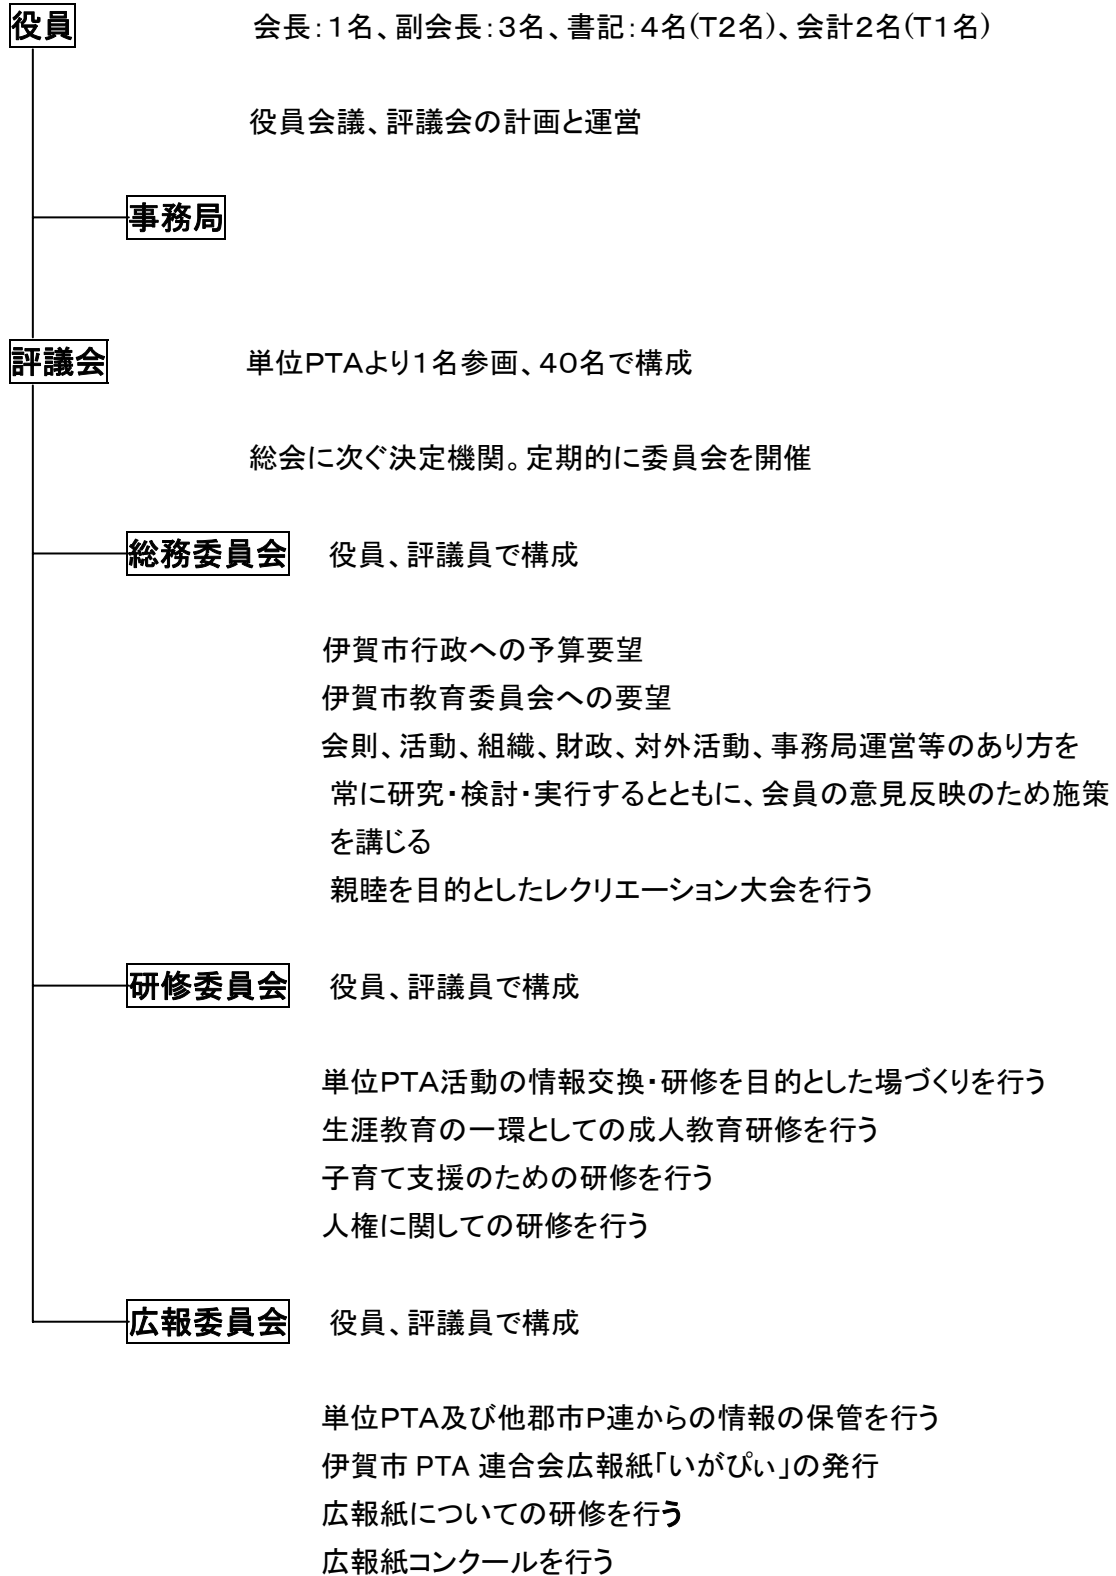 役員 会長：１名、副会長：３名、書記：４名(T２名)、会計２名(T１名)
役員会議、評議会の計画と運営
事務局
評議会 単位PTAより１名参画、４０名で構成
総会に次ぐ決定機関。定期的に委員会を開催
総務委員会 役員、評議員で構成
伊賀市行政への予算要望
伊賀市教育委員会への要望
会則、活動、組織、財政、対外活動、事務局運営等のあり方を
常に研究・検討・実行するとともに、会員の意見反映のため施策
を講じる
親睦を目的としたレクリエーション大会を行う
研修委員会 役員、評議員で構成
単位PTA活動の情報交換・研修を目的とした場づくりを行う
生涯教育の一環としての成人教育研修を行う
子育て支援のための研修を行う
人権に関しての研修を行う
広報委員会 役員、評議員で構成
単位PTA及び他郡市P連からの情報の保管を行う
伊賀市 PTA 連合会広報紙「いがぴぃ」の発行
広報紙についての研修を行う
広報紙コンクールを行う